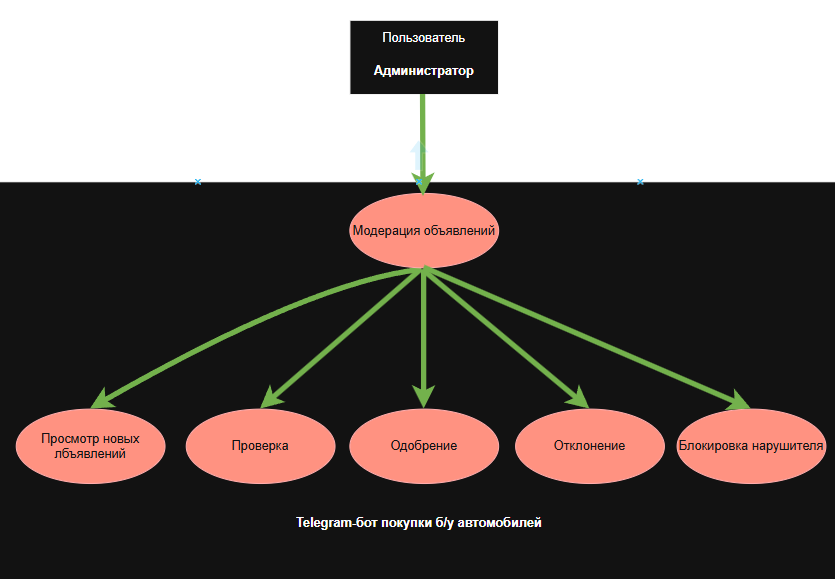 Пользователь
Администратор
Модерация объявлений
Просмотр новых
лбъявлений
Проверка
Одобрение
Отклонение
Блокировка нарушителя
Telegram-бот покупки б/у автомобилей